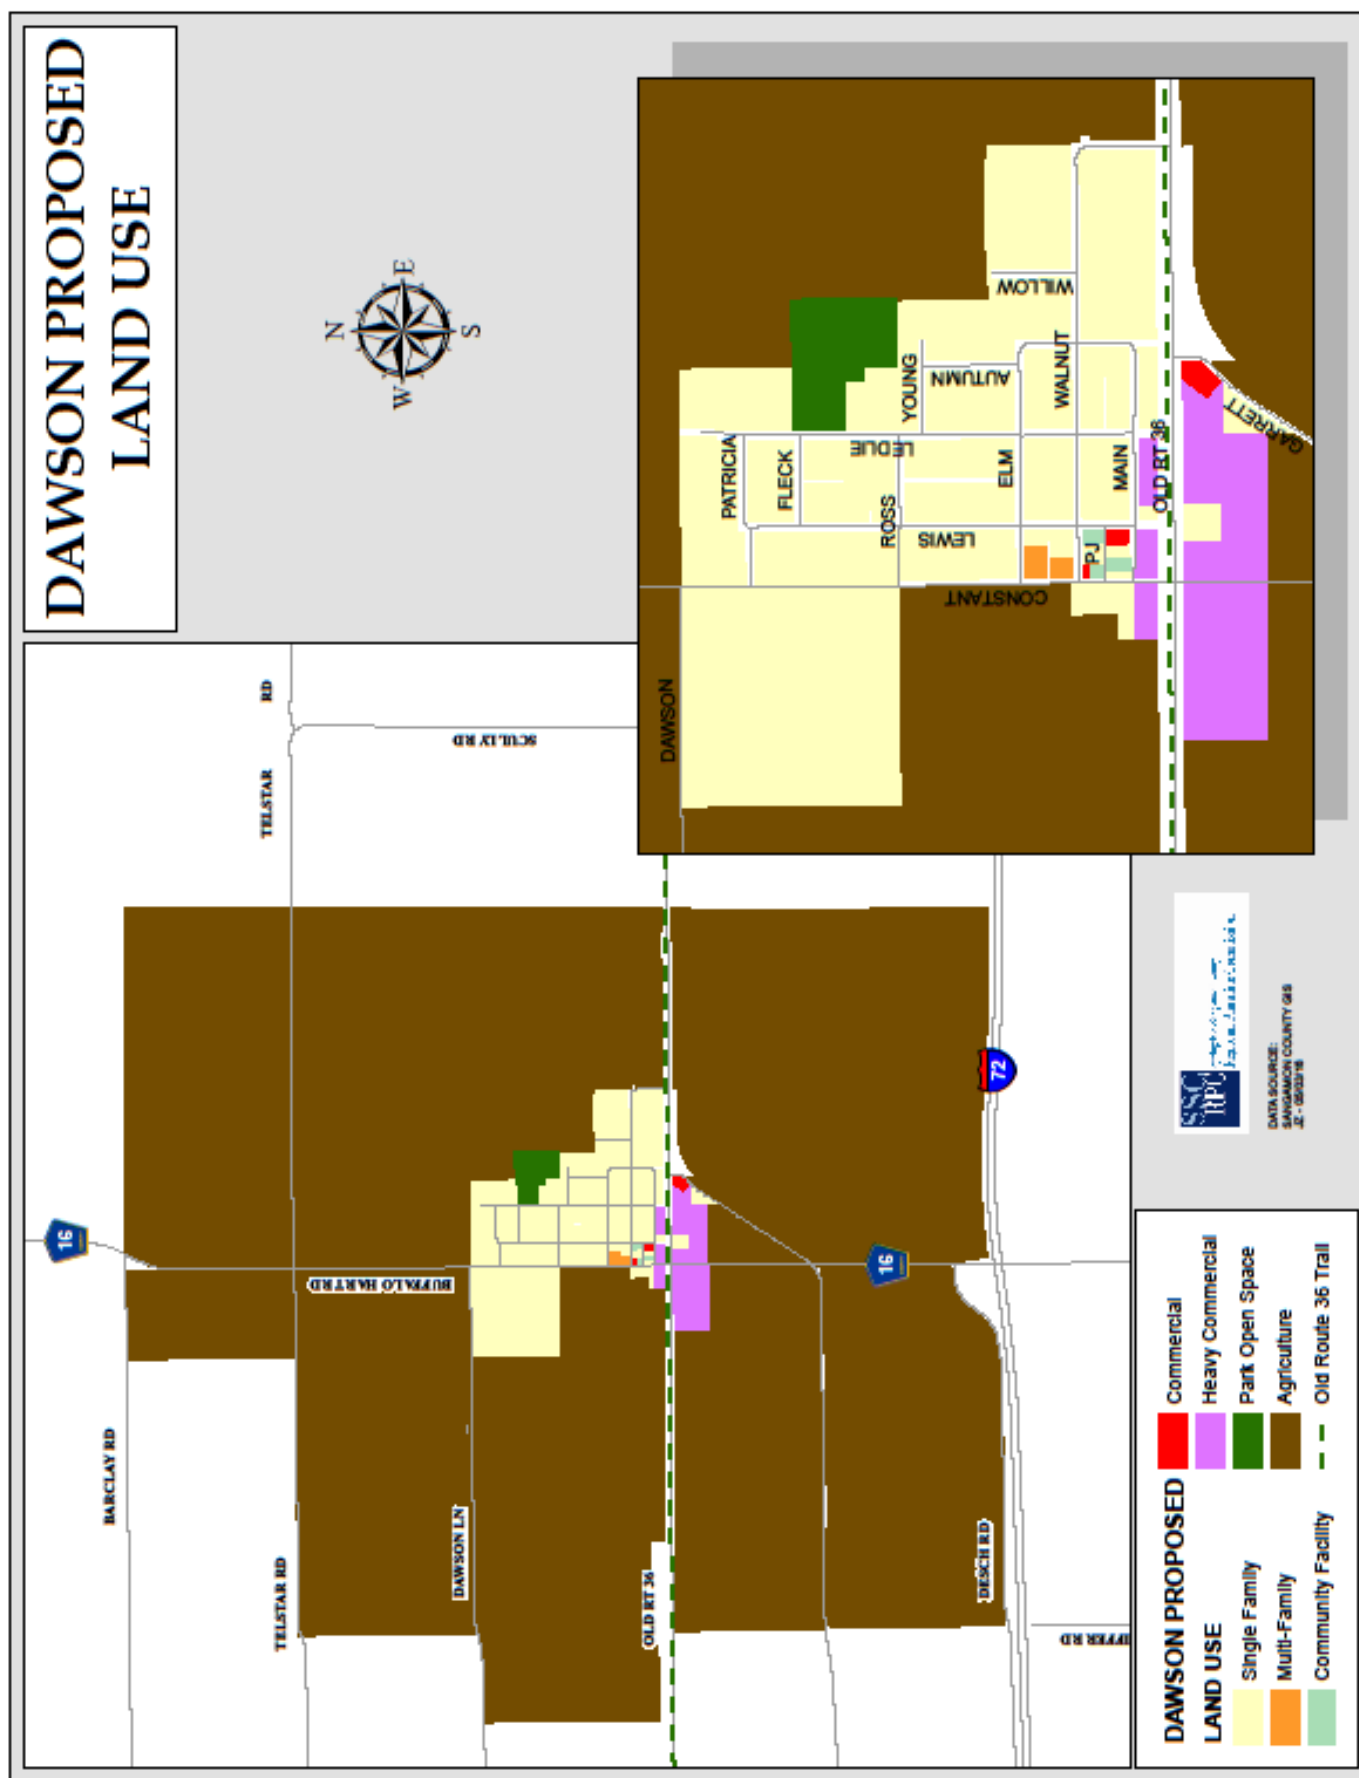 DAWSON PROPOSED
LAND USE
N
W
E
S
16
BARCLAY RD
TELSTAR RD
TELSTAR
RD
SCULLY RD
BUFFALO HART RD
DAWSON LN
OLD RT 36
16
DESCH RD
72
DAWSON
PATRICIA
FLECK
LEDLIE
YOUNG
ROSS
AUTUMN
WILLOW
LEWIS
ELM
WALNUT
CONSTANT
PJ
MAIN
OLD RT 36
GARRETT
DAWSON PROPOSED
LAND USE
Single Family
Multi-Family
Community Facility
Commercial
Heavy Commercial
Park Open Space
Agriculture
Old Route 36 Trail
SSC
RPC
DATA SOURCE:
SANGAMON COUNTY GIS